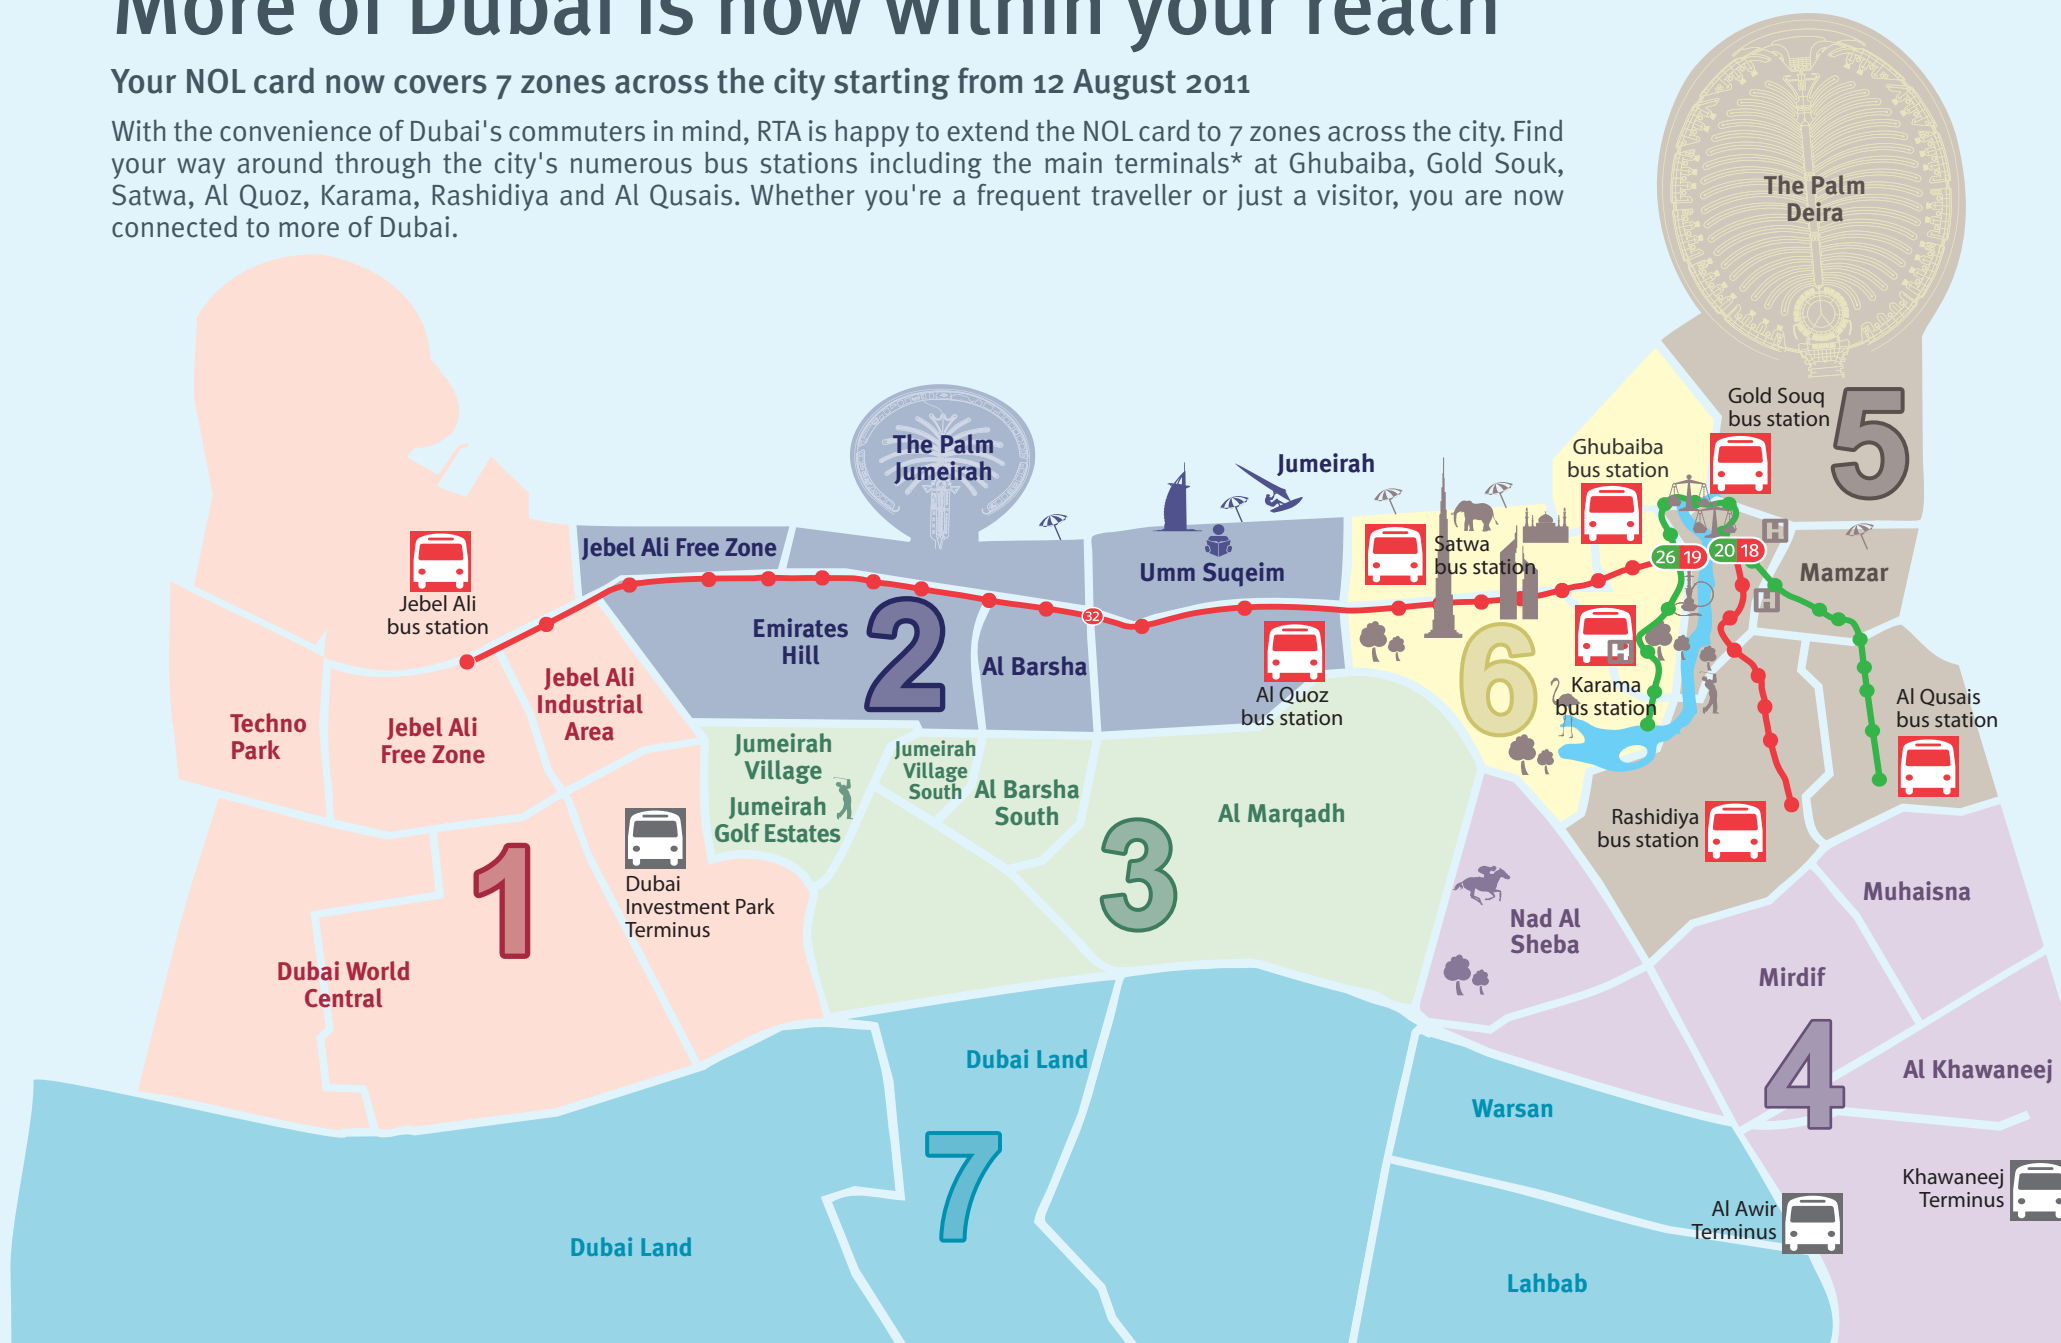 More of Dubai is now within your reach
Your NOL card now covers 7 zones across the city starting from 12 August 2011
With the convenience of Dubai's commuters in mind, RTA is happy to extend the NOL card to 7 zones across the city. Find
your way around through the city's numerous bus stations including the main terminals* at Ghubaiba, Gold Souk,
Satwa, Al Quoz, Karama, Rashidiya and Al Qusais. Whether you're a frequent traveller or just a visitor, you are now
connected to more of Dubai.
The Palm
Deira
Gold Souq
bus station
5
Ghubaiba
bus station
The Palm
Jumeirah
Jumeirah
Jebel Ali Free Zone
Umm Suqeim
Satwa
bus station
H
26 19
20 18
Mamzar
H
Jebel Ali
bus station
32
Emirates
Hill
2
Al Barsha
Al Quoz
bus station
6
H
Karama
bus station
Al Qusais
bus station
Techno
Park
Jebel Ali
Free Zone
Jebel Ali
Industrial
Area
Jumeirah
Village
Jumeirah
Golf Estates
Jumeirah
Village
South
Al Barsha
South
3
Al Marqadh
Rashidiya
bus station
1
Dubai
Investment Park
Terminus
Nad Al
Sheba
Muhaisna
Dubai World
Central
Mirdif
4
Al Khawaneej
Dubai Land
Warsan
7
Khawaneej
Terminus
Al Awir
Terminus
Dubai Land
Lahbab